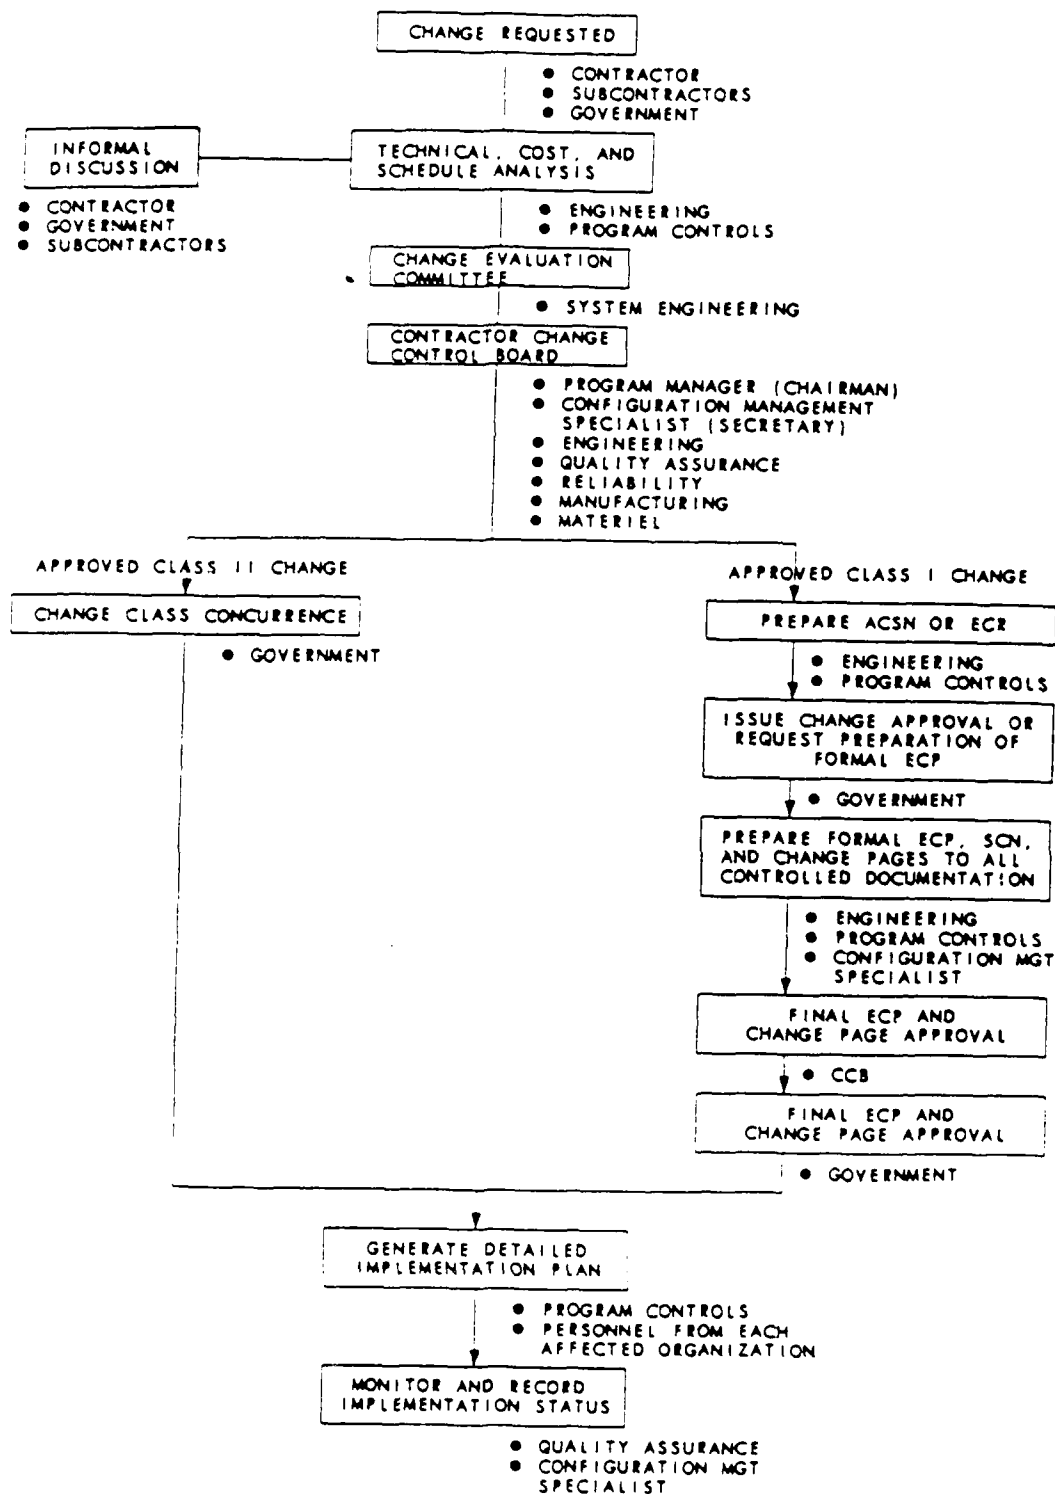 CHANGE REQUESTED
● CONTRACTOR
● SUBCONTRACTORS
● GOVERNMENT
INFORMAL
DISCUSSION
● CONTRACTOR
● GOVERNMENT
● SUBCONTRACTORS
TECHNICAL, COST, AND
SCHEDULE ANALYSIS
● ENGINEERING
● PROGRAM CONTROLS
CHANGE EVALUATION
COMMITTEE
● SYSTEM ENGINEERING
CONTRACTOR CHANGE
CONTROL BOARD
● PROGRAM MANAGER (CHAIRMAN)
● CONFIGURATION MANAGEMENT
SPECIALIST (SECRETARY)
● ENGINEERING
● QUALITY ASSURANCE
● RELIABILITY
● MANUFACTURING
● MATERIEL
APPROVED CLASS II CHANGE
CHANGE CLASS CONCURRENCE
● GOVERNMENT
APPROVED CLASS I CHANGE
PREPARE ACSN OR ECR
● ENGINEERING
● PROGRAM CONTROLS
ISSUE CHANGE APPROVAL OR
REQUEST PREPARATION OF
FORMAL ECP
● GOVERNMENT
PREPARE FORMAL ECP, SCN,
AND CHANGE PAGES TO ALL
CONTROLLED DOCUMENTATION
● ENGINEERING
● PROGRAM CONTROLS
● CONFIGURATION MGT
SPECIALIST
FINAL ECP AND
CHANGE PAGE APPROVAL
● CCB
FINAL ECP AND
CHANGE PAGE APPROVAL
● GOVERNMENT
GENERATE DETAILED
IMPLEMENTATION PLAN
● PROGRAM CONTROLS
● PERSONNEL FROM EACH
AFFECTED ORGANIZATION
MONITOR AND RECORD
IMPLEMENTATION STATUS
● QUALITY ASSURANCE
● CONFIGURATION MGT
SPECIALIST